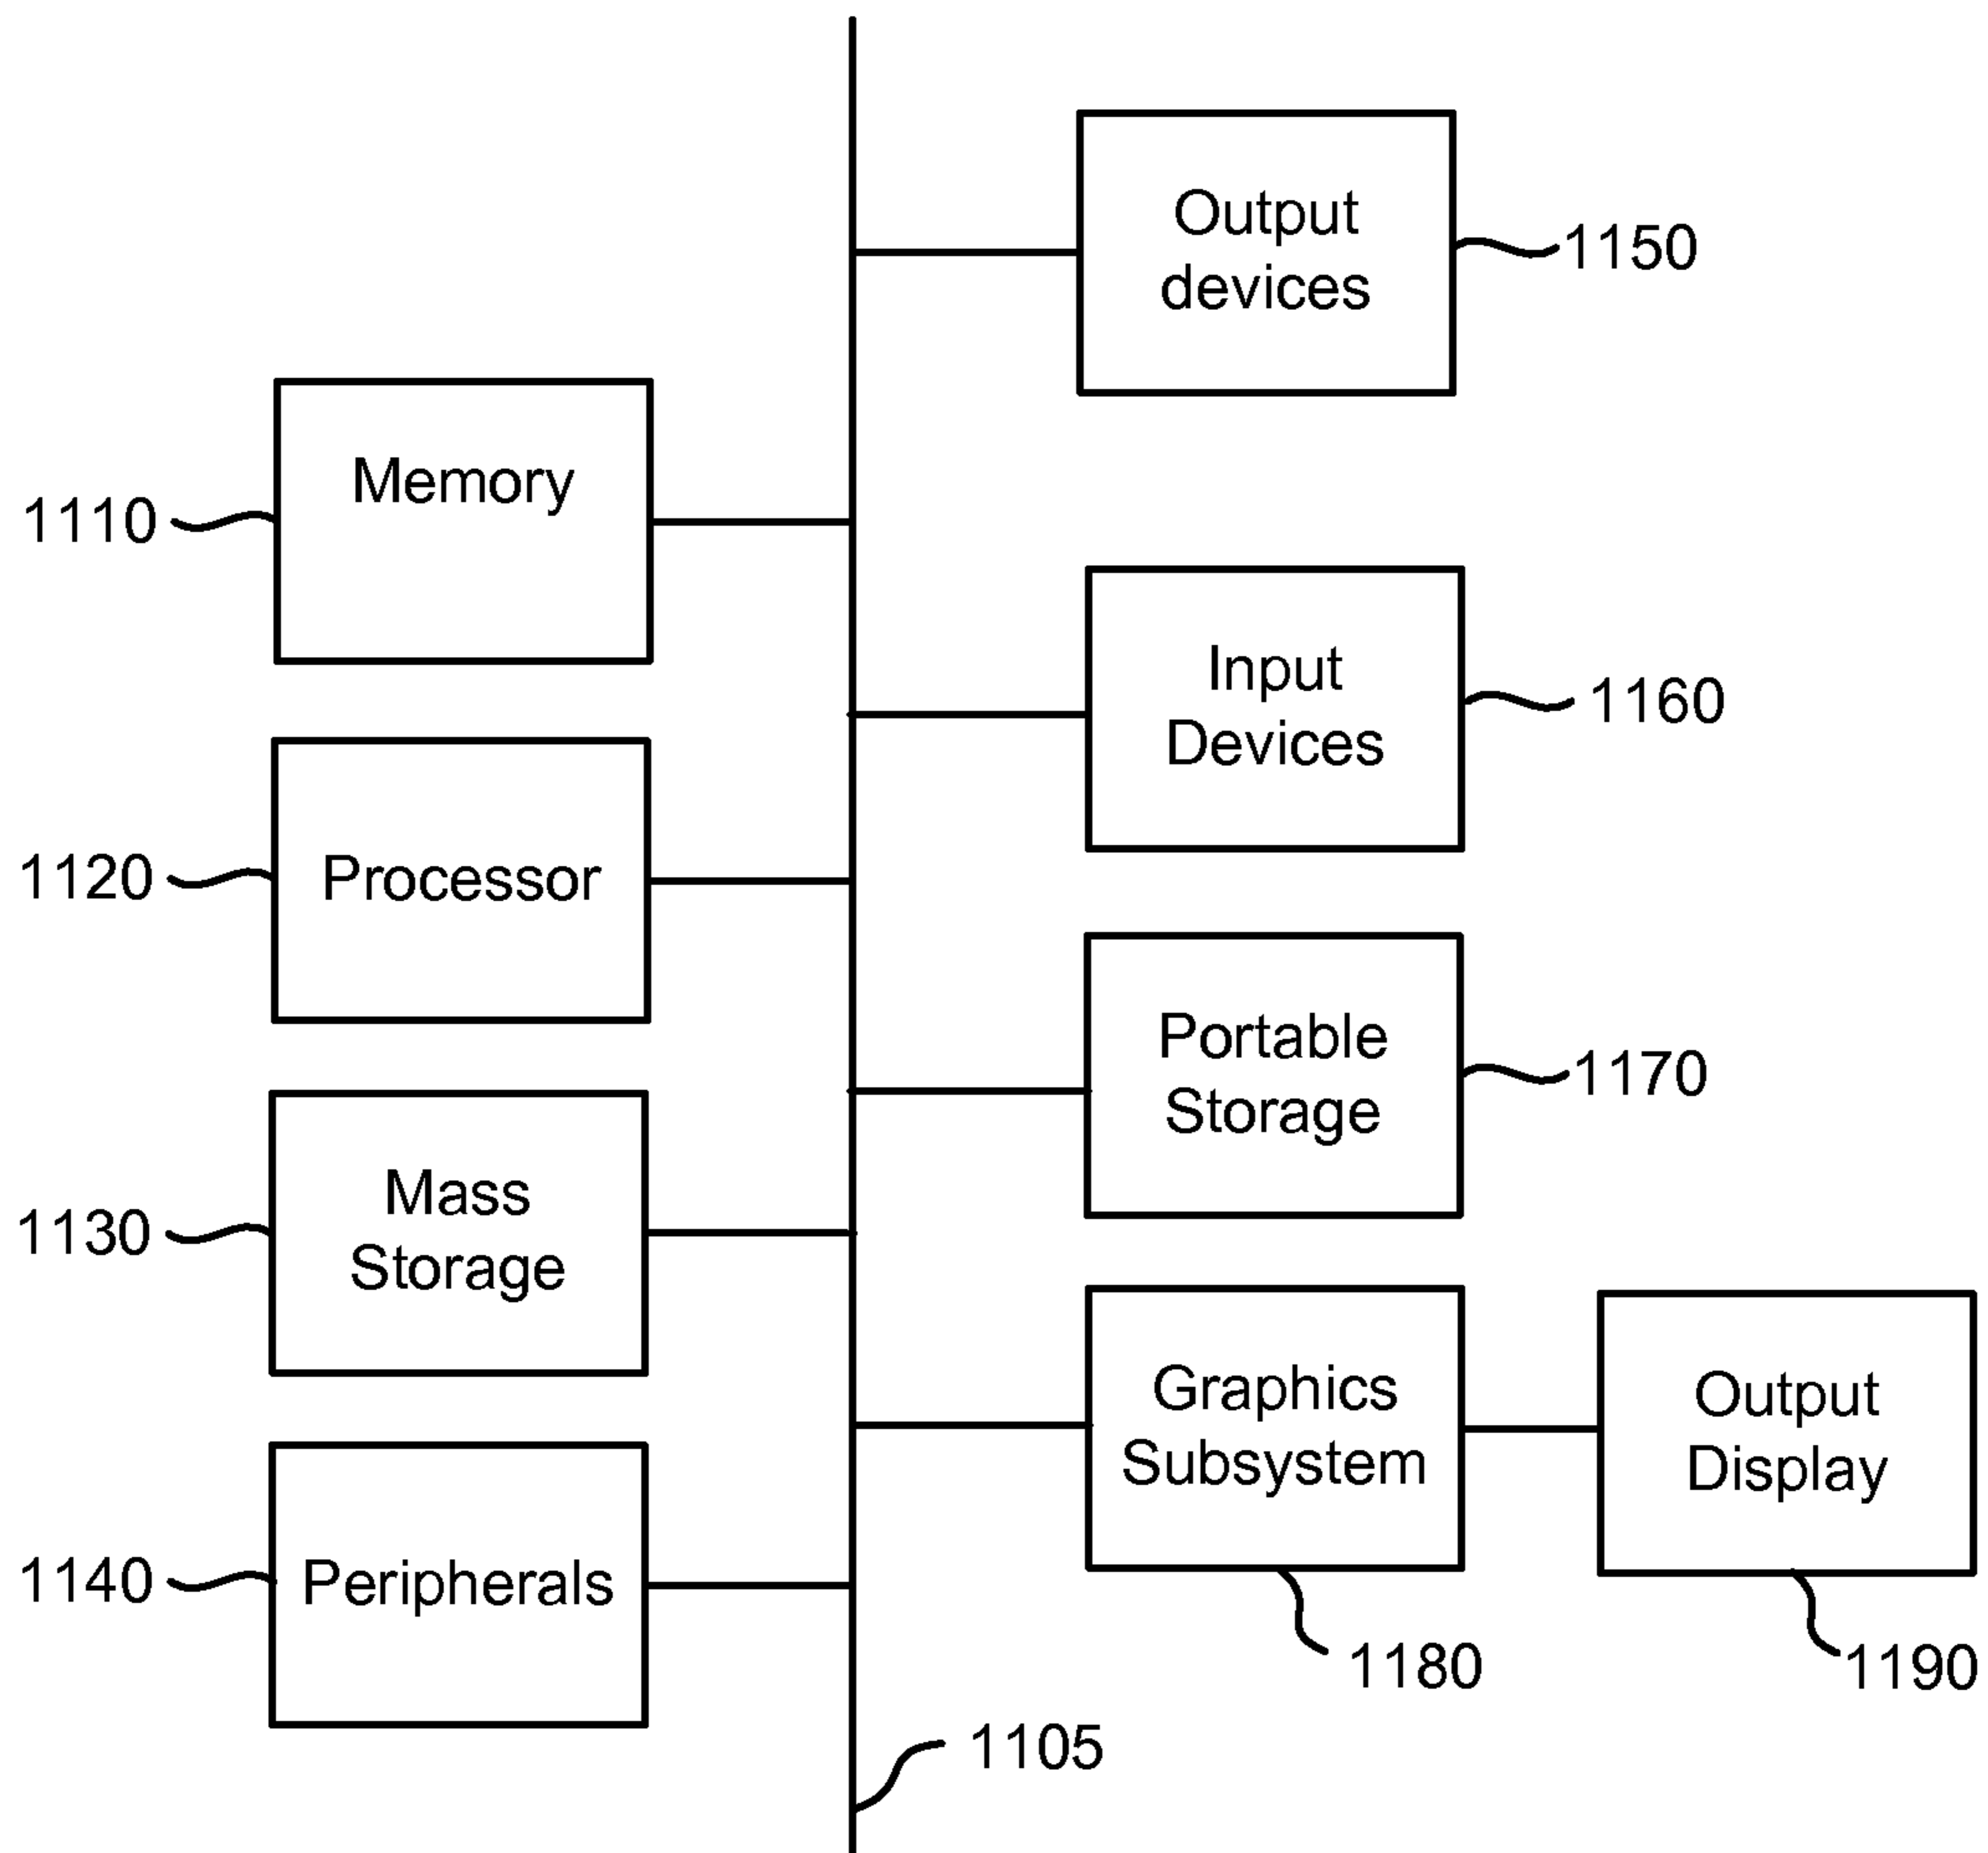 Output
devices
1150
Memory
1110
Input
Devices
1160
Processor
1120
Portable
Storage
1170
Mass
Storage
1130
Graphics
Subsystem
Output
Display
Peripherals
1140
1180
1190
1105